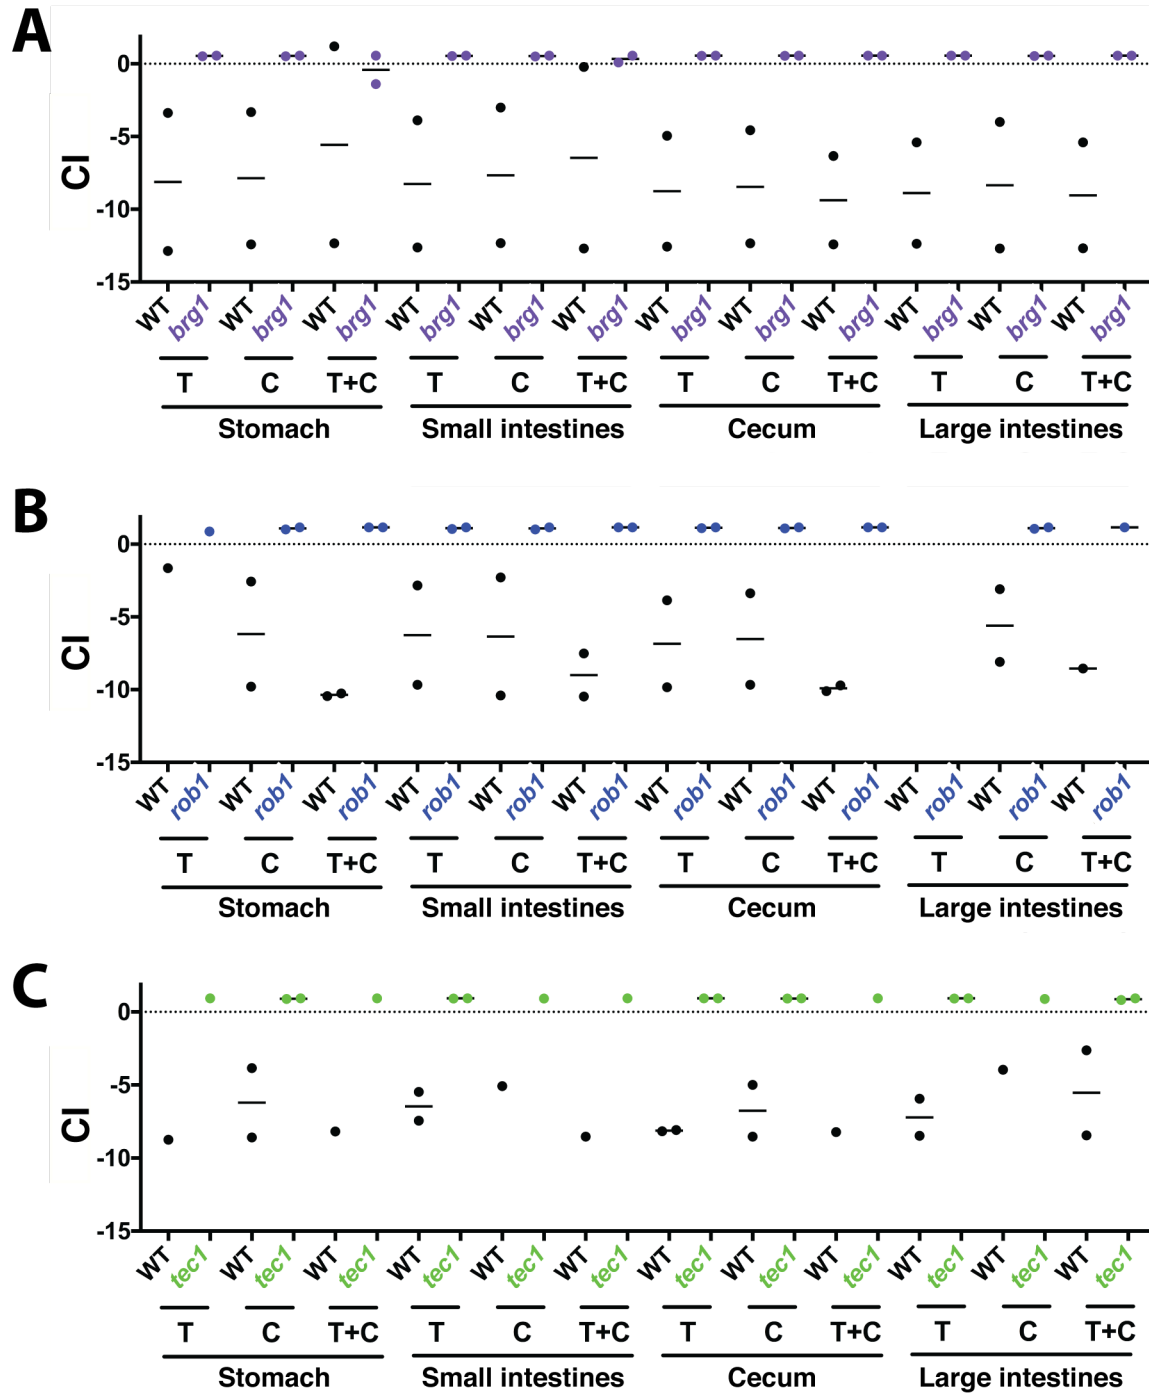 A
0
-5
-10
-15
CI
WT brg1 WT brg1 WT brg1 WT brg1 WT brg1 WT brg1 WT brg1 WT brg1 WT brg1 WT brg1 WT brg1 WT brg1
T C T+C T C T+C T C T+C T C T+C
Stomach Small intestines Cecum Large intestines
B
0
-5
-10
-15
CI
WT rob1 WT rob1 WT rob1 WT rob1 WT rob1 WT rob1 WT rob1 WT rob1 WT rob1 WT rob1 WT rob1 WT rob1
T C T+C T C T+C T C T+C T C T+C
Stomach Small intestines Cecum Large intestines
C
0
-5
-10
-15
CI
WT tec1 WT tec1 WT tec1 WT tec1 WT tec1 WT tec1 WT tec1 WT tec1 WT tec1 WT tec1 WT tec1 WT tec1
T C T+C T C T+C T C T+C T C T+C
Stomach Small intestines Cecum Large intestines